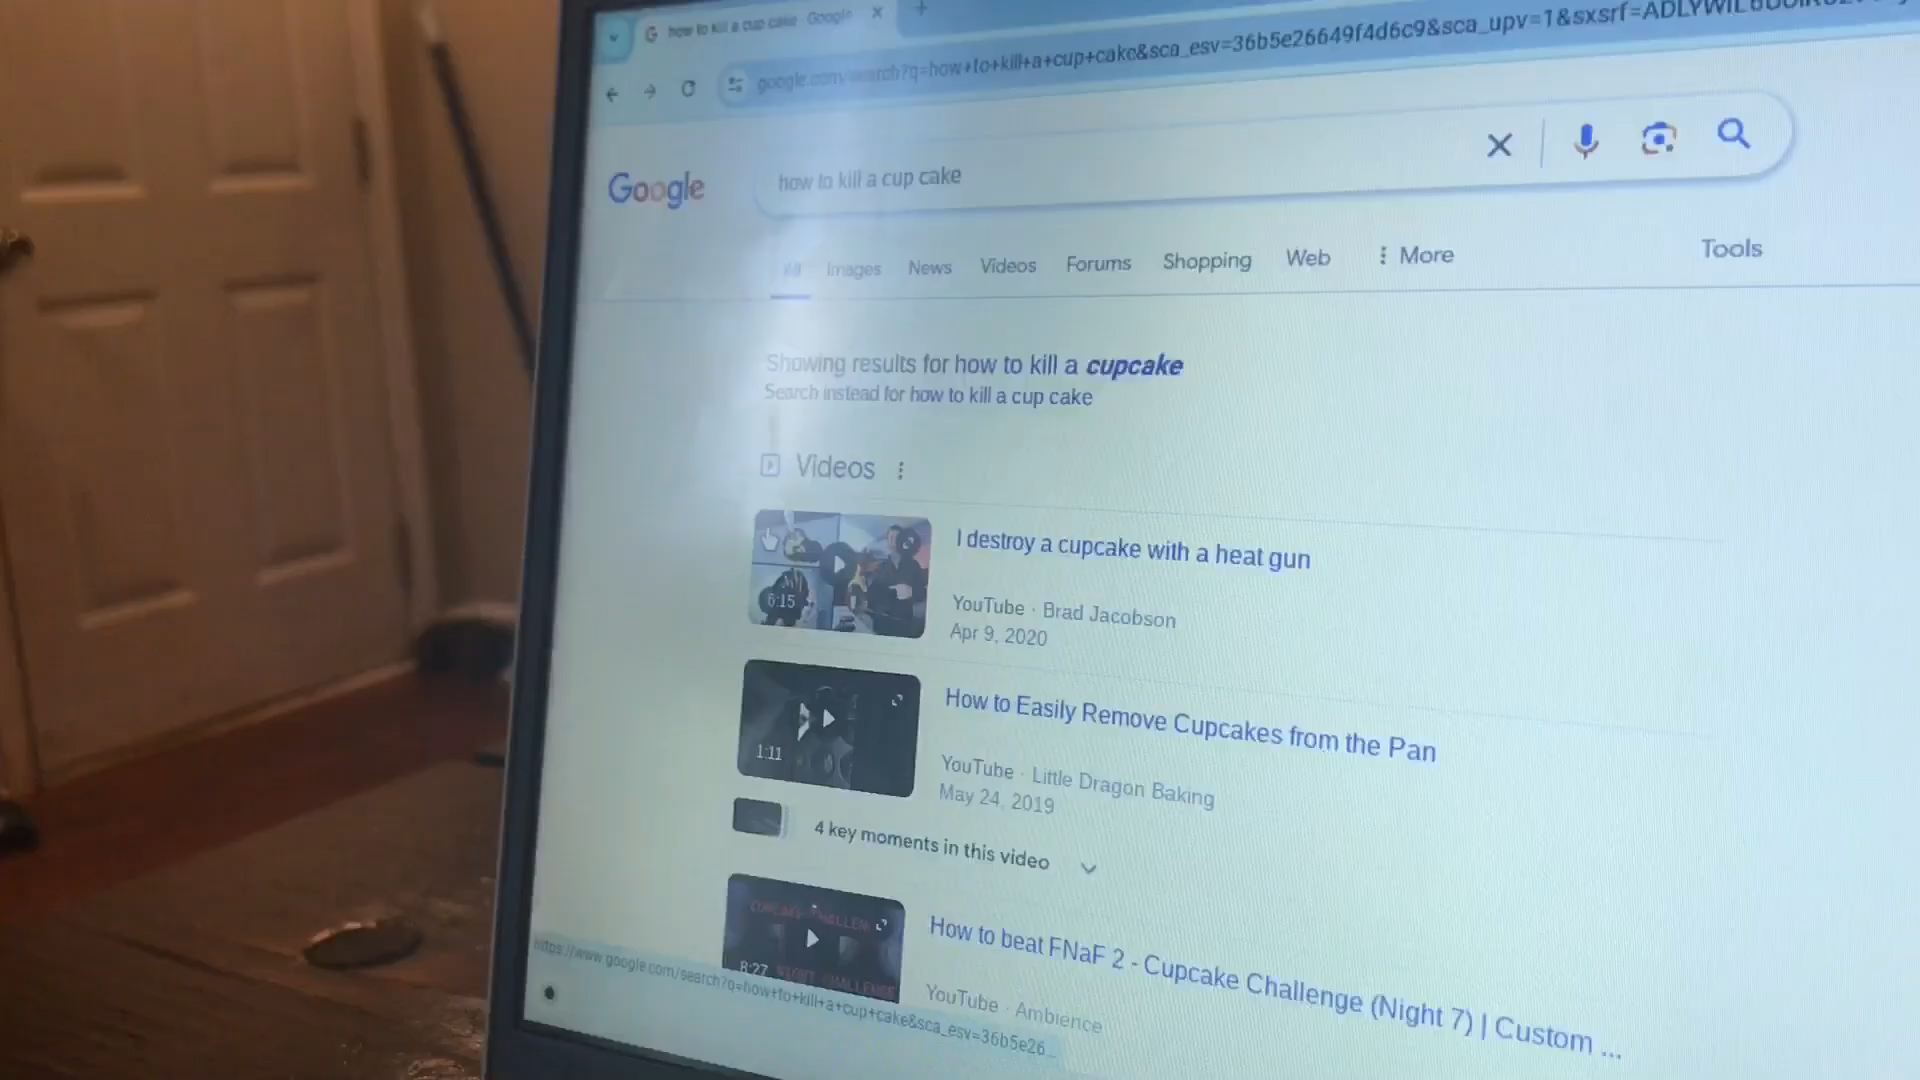 how to kill a cup cake - Google
google.com/search?q=how+to+kill+a+cup+cake&sca_esv=36b5e26649f4d6c9&sca_upv=1&sxsrf=
Google
how to kill a cup cake
All Images News Videos Forums Shopping Web More Tools
Showing results for how to kill a cupcake
Search instead for how to kill a cup cake
Videos
I destroy a cupcake with a heat gun
6:15
YouTube · Brad Jacobson
Apr 9, 2020
How to Easily Remove Cupcakes from the Pan
1:11
YouTube · Little Dragon Baking
May 24, 2019
4 key moments in this video
How to beat FNaF 2 - Cupcake Challenge (Night 7) | Custom ...
8:27
YouTube · Ambience
https://www.google.com/search?q=how+to+kill+a+cup+cake&sca_esv=36b5e26...